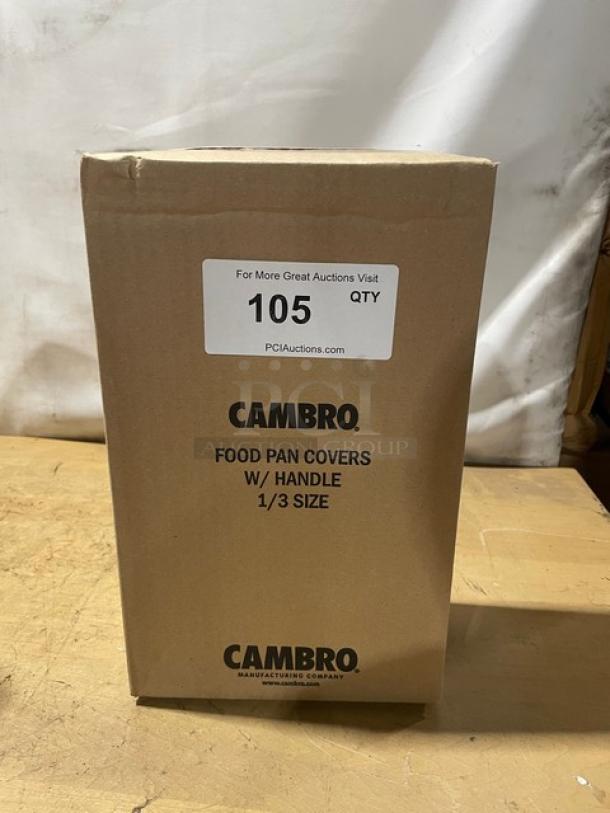 For More Great Auctions Visit
105 QTY
PCIAuctions.com
PCI
AUCTION GROUP
CAMBRO®
FOOD PAN COVERS
W/ HANDLE
1/3 SIZE
CAMBRO®
MANUFACTURING COMPANY
www.cambro.com